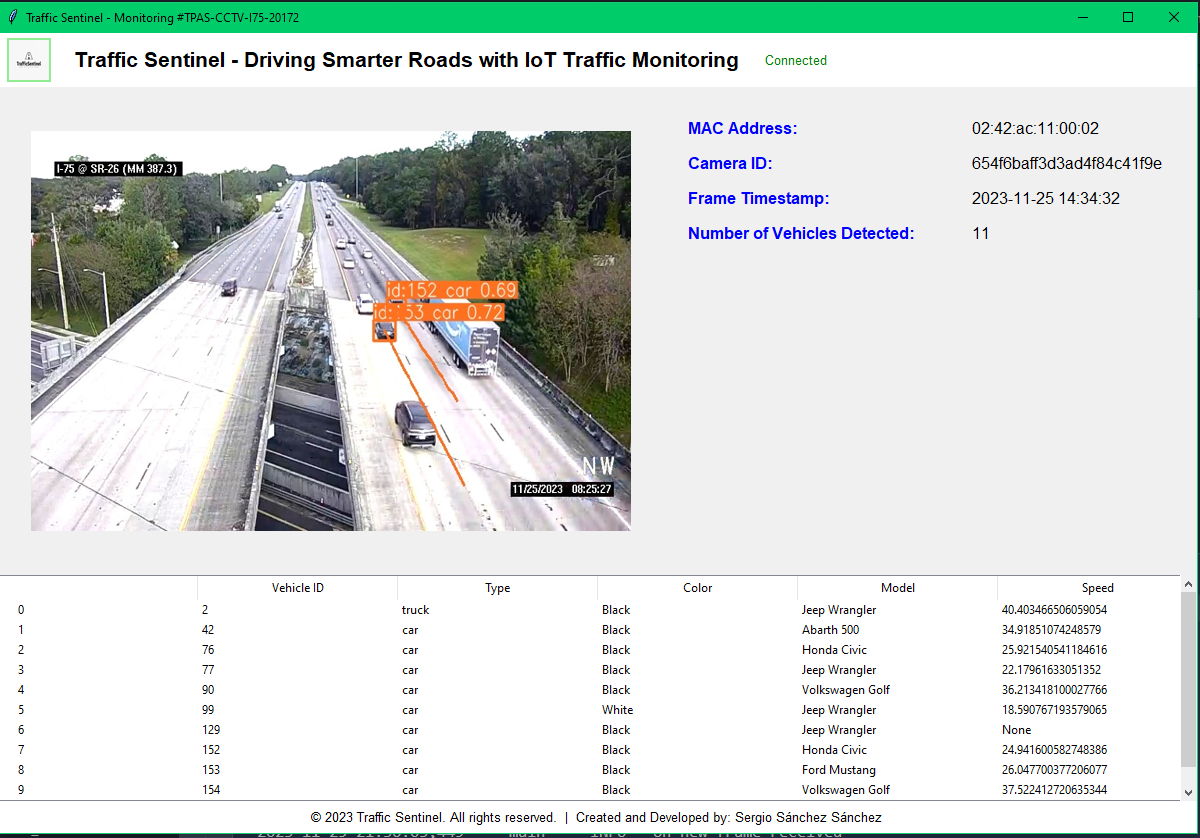 Traffic Sentinel - Monitoring #TPAS-CCTV-I75-20172
TrafficSentinel
Traffic Sentinel - Driving Smarter Roads with IoT Traffic Monitoring
Connected
I-75 @ SR-26 (MM 387.3)
id:152 car 0.69
id:153 car 0.72
NW
11/25/2023 08:25:27
MAC Address: 02:42:ac:11:00:02
Camera ID: 654f6baff3d3ad4f84c41f9e
Frame Timestamp: 2023-11-25 14:34:32
Number of Vehicles Detected: 11
Vehicle ID Type Color Model Speed
0 2 truck Black Jeep Wrangler 40.403466506059054
1 42 car Black Abarth 500 34.91851074248579
2 76 car Black Honda Civic 25.921540541184616
3 77 car Black Jeep Wrangler 22.17961633051352
4 90 car Black Volkswagen Golf 36.213418100027766
5 99 car White Jeep Wrangler 18.590767193579065
6 129 car Black Jeep Wrangler None
7 152 car Black Honda Civic 24.941600582748386
8 153 car Black Ford Mustang 26.047700377206077
9 154 car Black Volkswagen Golf 37.522412720635344
© 2023 Traffic Sentinel. All rights reserved. | Created and Developed by: Sergio Sánchez Sánchez